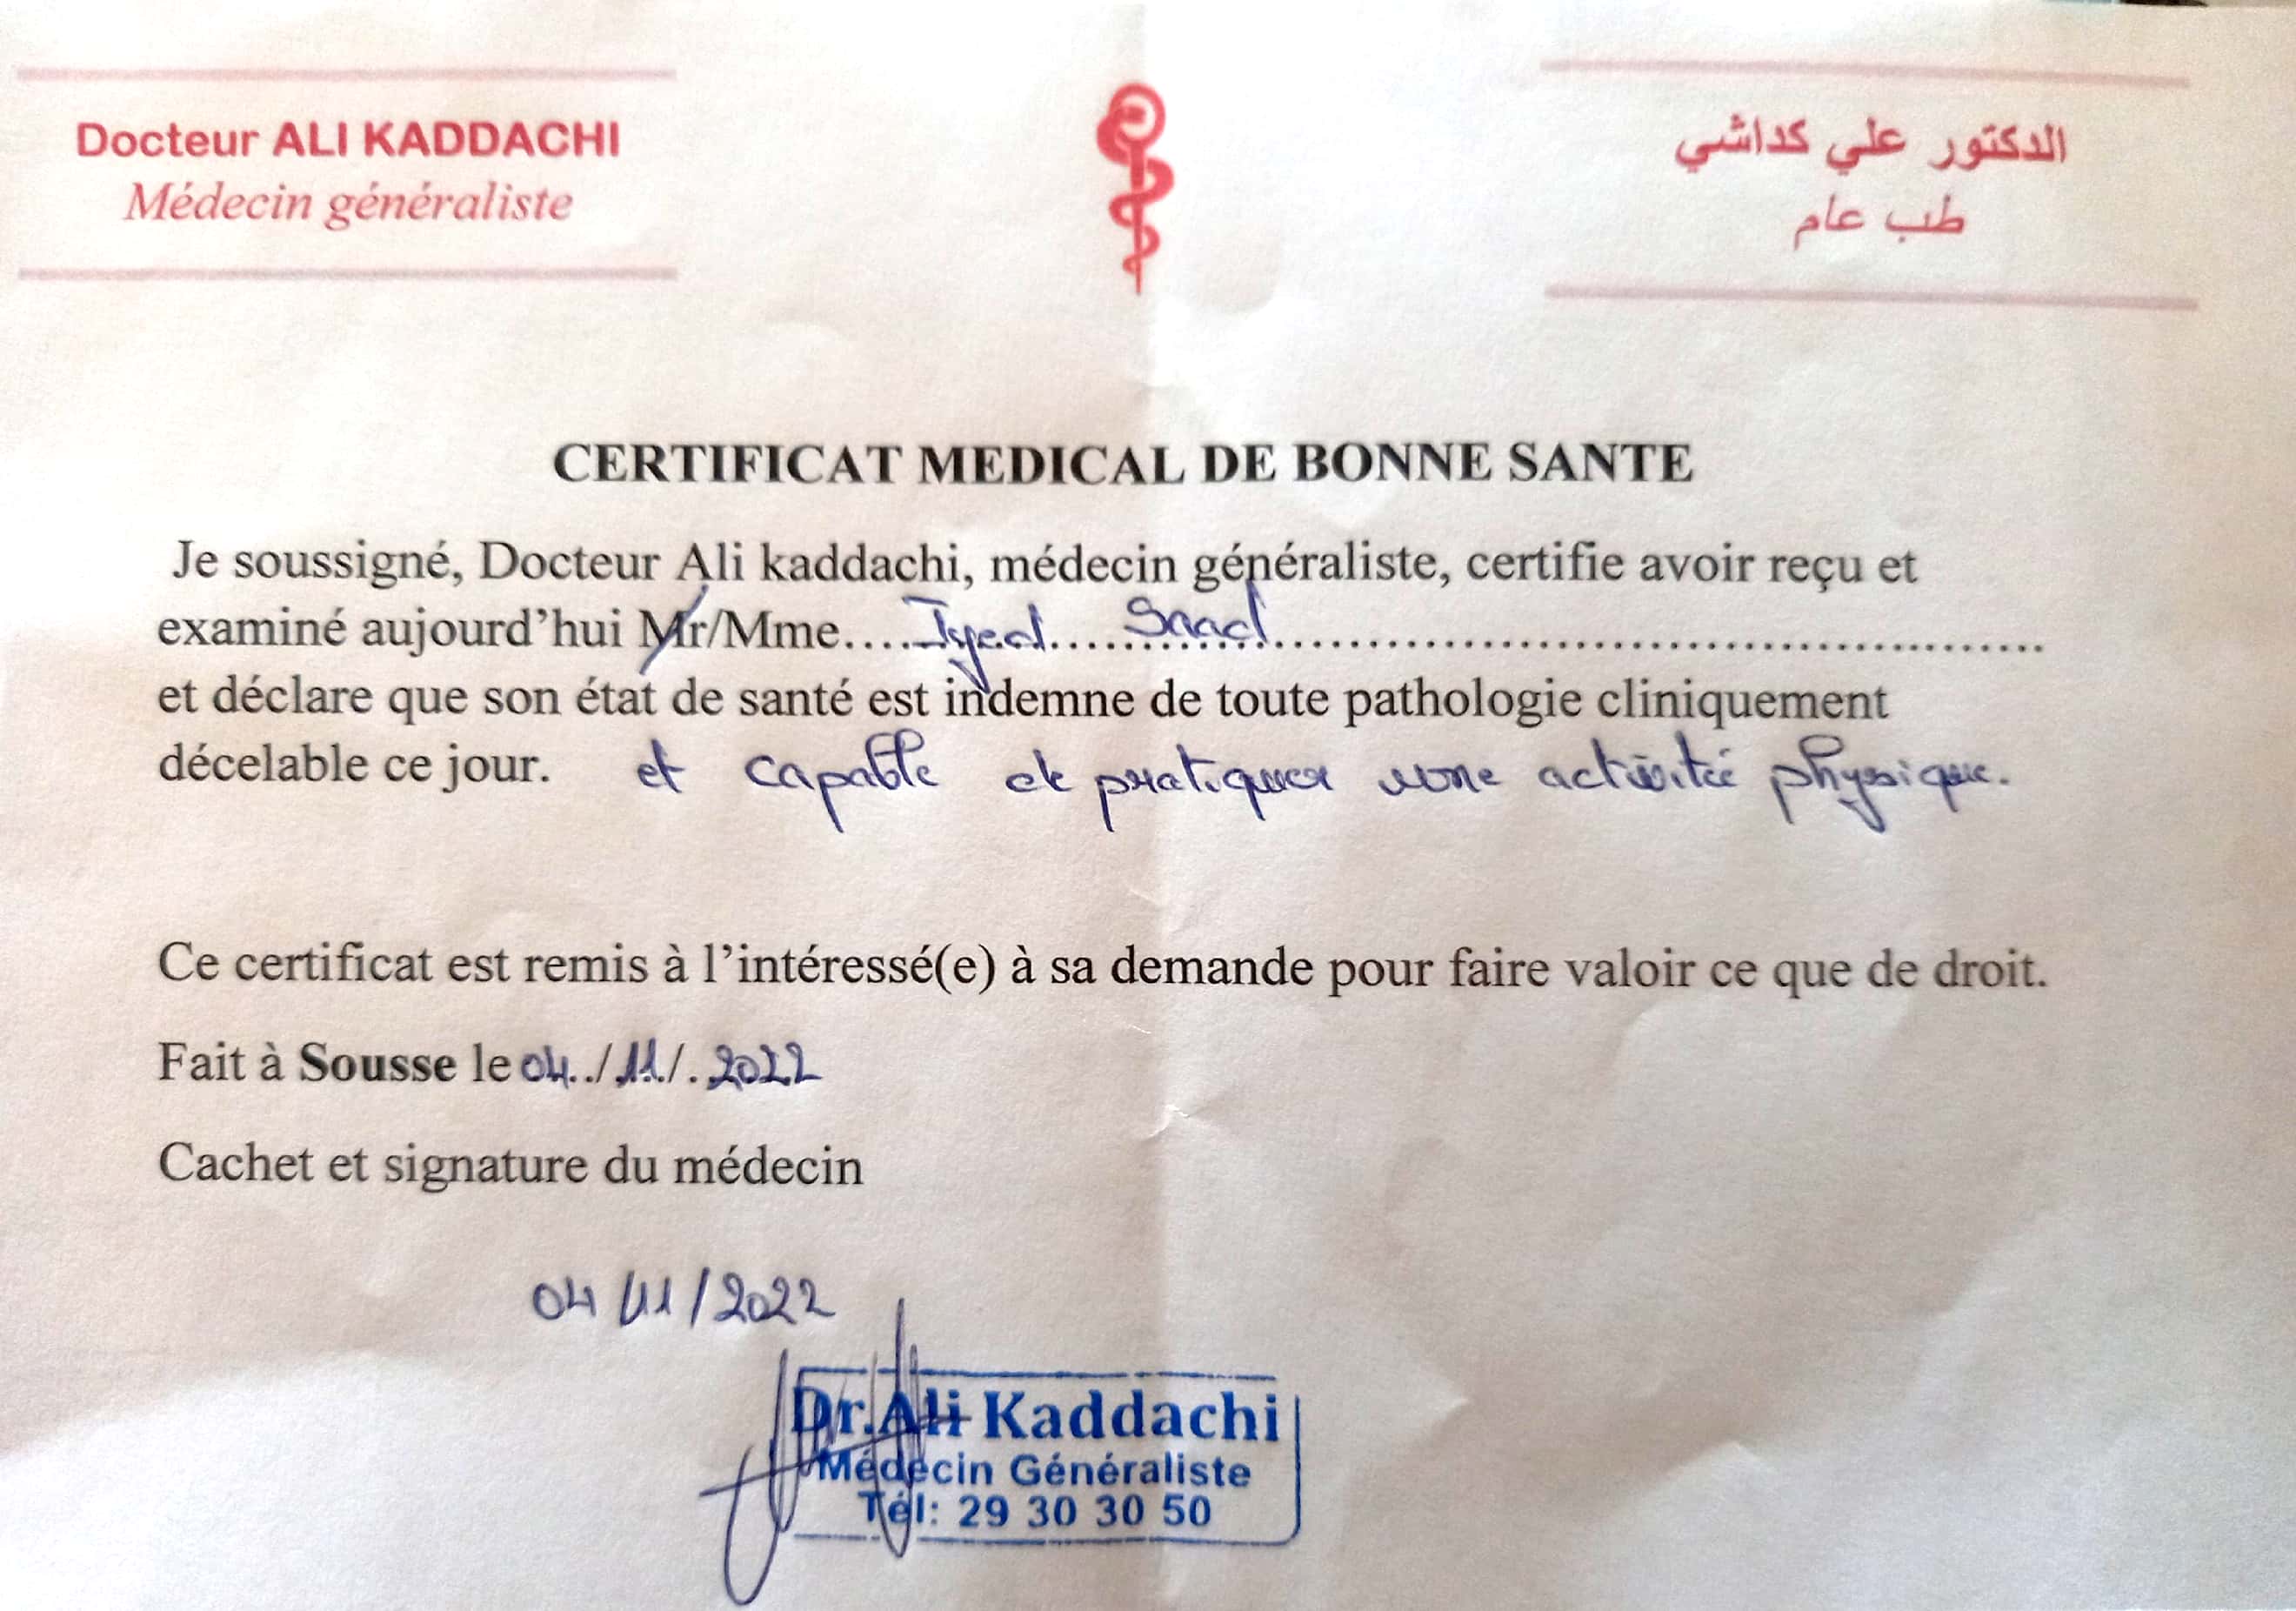 Docteur ALI KADDACHI
Médecin généraliste
الدكتور علي كداشي
طب عام
CERTIFICAT MEDICAL DE BONNE SANTE
Je soussigné, Docteur Ali kaddachi, médecin généraliste, certifie avoir reçu et
examiné aujourd'hui Mr/Mme....Iyed....Saad..........
et déclare que son état de santé est indemne de toute pathologie cliniquement
décelable ce jour. et capable de pratiquer une activité physique.
Ce certificat est remis à l'intéressé(e) à sa demande pour faire valoir ce que de droit.
Fait à Sousse le 04../11/.2022
Cachet et signature du médecin
04/11/2022
Dr.Ali Kaddachi
Médecin Généraliste
Tél: 29 30 30 50